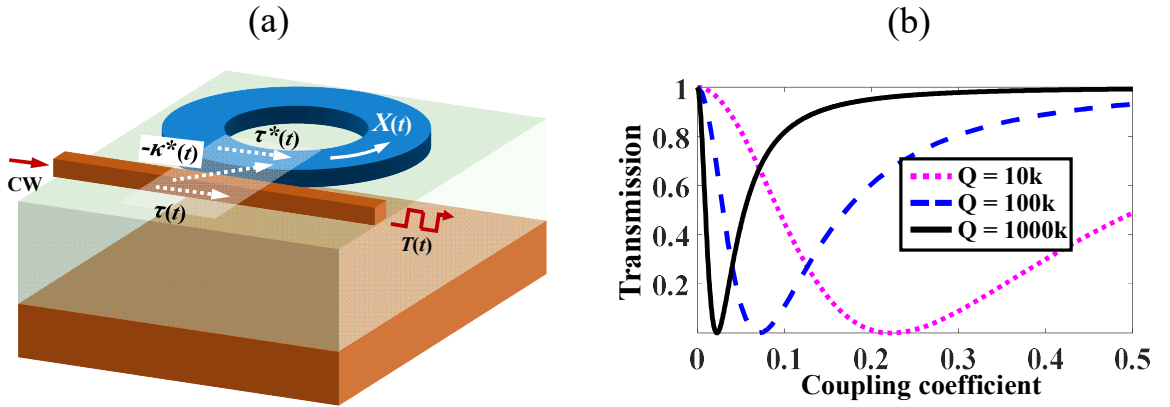 (a)
X(t)
τ*(t)
-κ*(t)
CW
τ(t)
T(t)
(b)
Transmission
1
0.8
0.6
0.4
0.2
Q = 10k
Q = 100k
Q = 1000k
0 0.1 0.2 0.3 0.4 0.5
Coupling coefficient